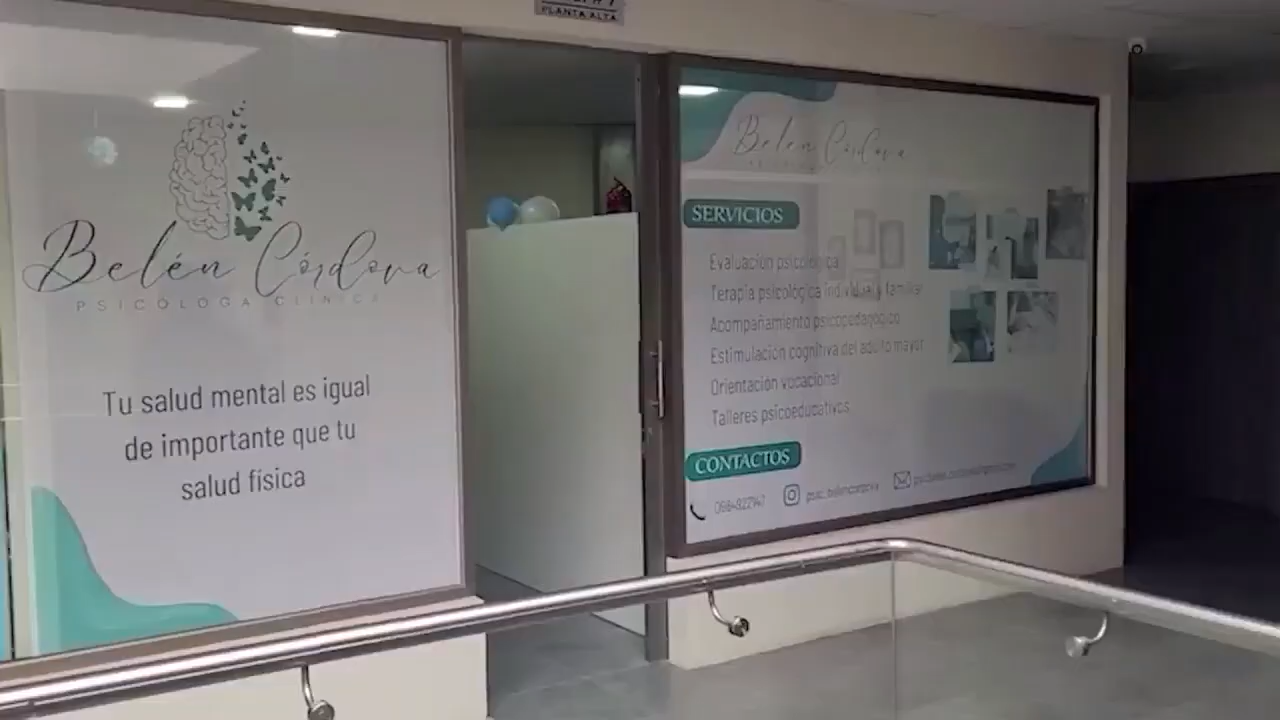 PLANTA ALTA
Belén Córdova
PSICÓLOGA CLÍNICA
Tu salud mental es igual
de importante que tu
salud física
Belén Córdova
SERVICIOS
Evaluación psicológica
Terapia psicológica individual y familiar
Acompañamiento psicopedagógico
Estimulación cognitiva del adulto mayor
Orientación vocacional
Talleres psicoeducativos
CONTACTOS